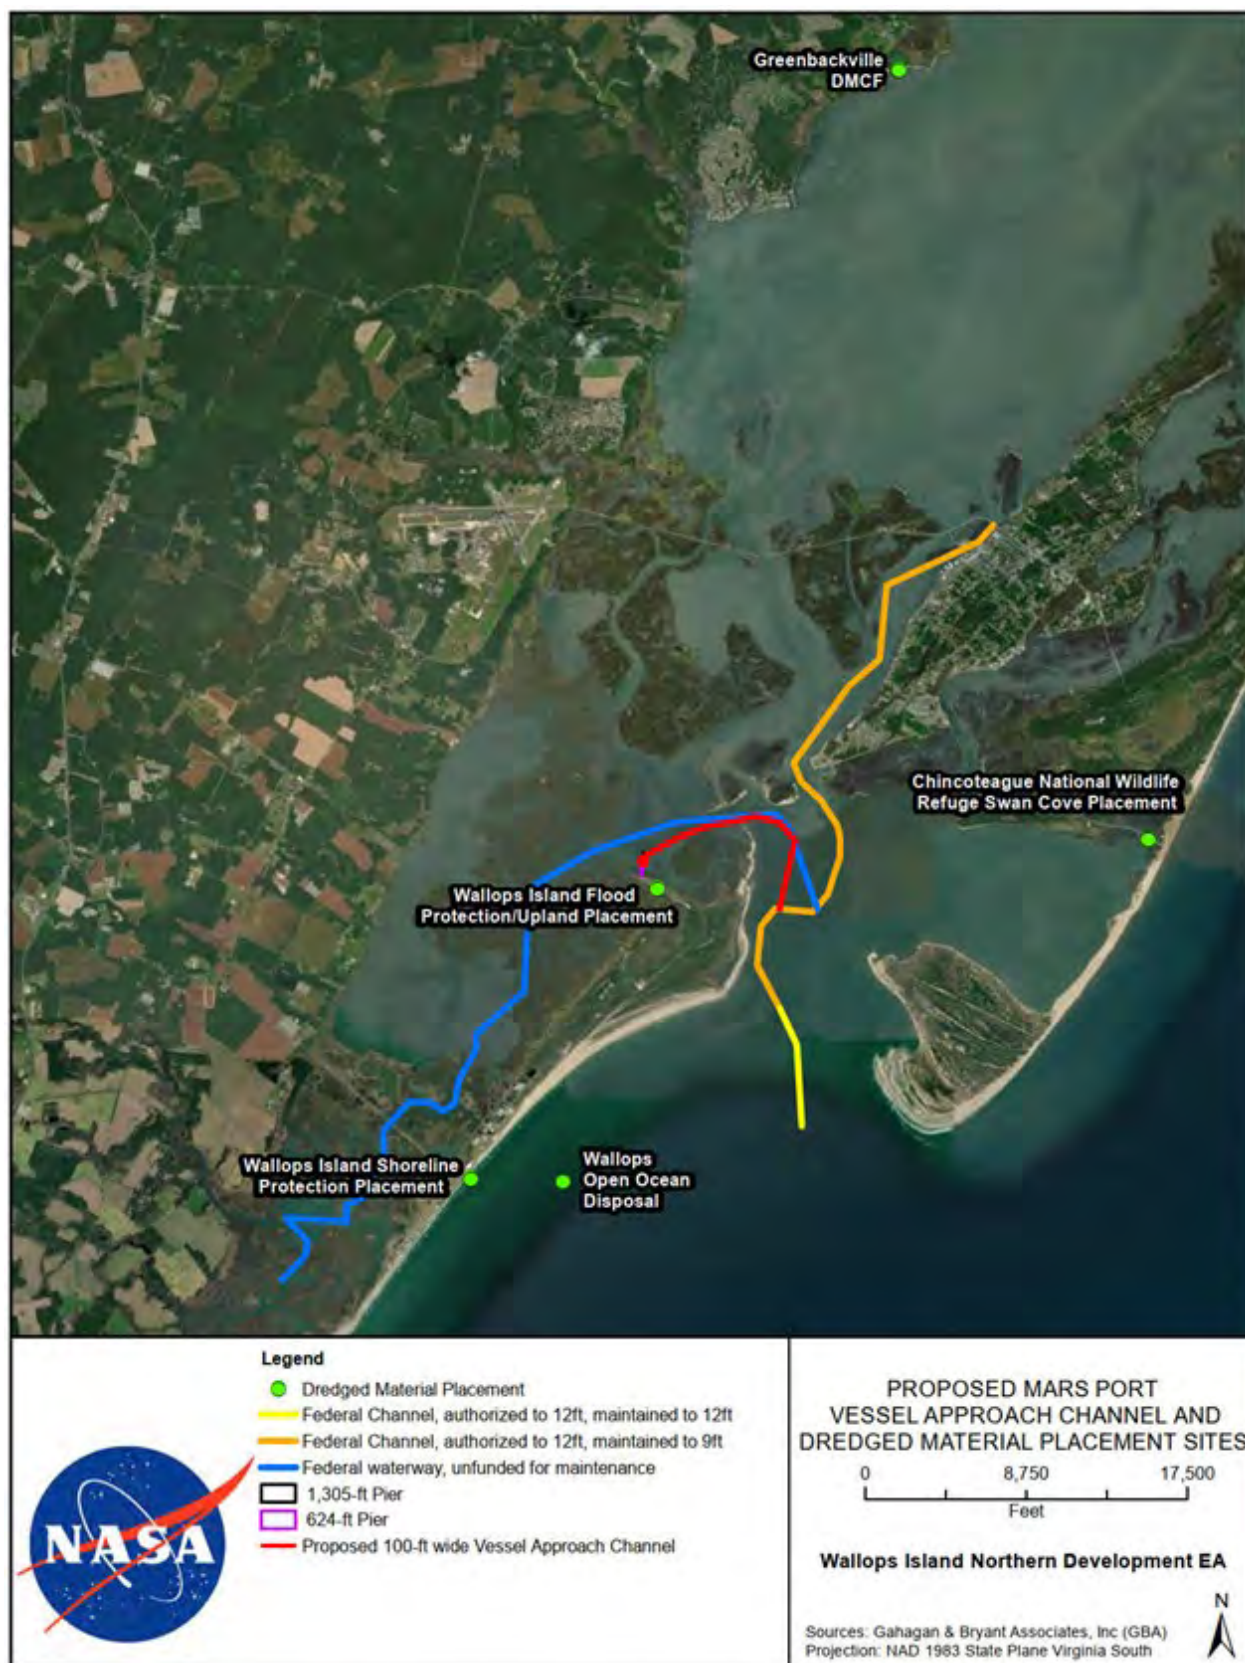 Greenbackville
DMCF
Chincoteague National Wildlife
Refuge Swan Cove Placement
Wallops Island Flood
Protection/Upland Placement
Wallops Island Shoreline
Protection Placement
Wallops
Open Ocean
Disposal
Legend
Dredged Material Placement
Federal Channel, authorized to 12ft, maintained to 12ft
Federal Channel, authorized to 12ft, maintained to 9ft
Federal waterway, unfunded for maintenance
1,305-ft Pier
624-ft Pier
Proposed 100-ft wide Vessel Approach Channel
NASA
PROPOSED MARS PORT
VESSEL APPROACH CHANNEL AND
DREDGED MATERIAL PLACEMENT SITES
0 8,750 17,500
Feet
Wallops Island Northern Development EA
N
Sources: Gahagan & Bryant Associates, Inc (GBA)
Projection: NAD 1983 State Plane Virginia South